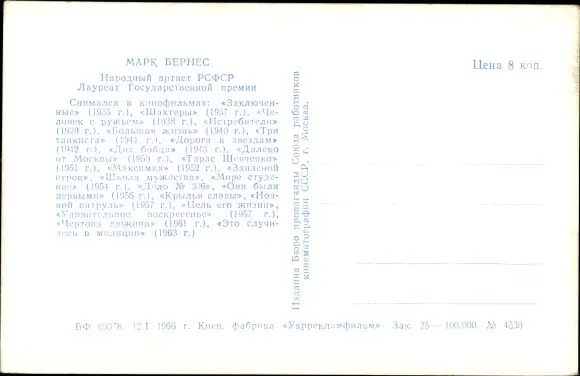 МАРК БЕРНЕС
Народный артист РСФСР
Лауреат Государственной премии
Снимался в кинофильмах: «Заключен-
ные» (1935 г.), «Шахтеры» (1937 г.), «Че-
ловек с ружьем» (1938 г.), «Истребители»
(1939 г.), «Большая жизнь» (1940 г.), «Три
танкиста» (1941 г.), «Дорога к звездам»
(1942 г.), «Два бойца» (1943 г.), «Далеко
от Москвы» (1950 г.), «Тарас Шевченко»
(1951 г.), «Максимка» (1952 г.), «Запасной
игрок», «Школа мужества», «Море студе-
ное» (1954 г.), «Дело № 306», «Они были
первыми» (1956 г.), «Крылья славы», «Ноч-
ной патруль» (1957 г.), «Цель его жизни»,
«Удивительное воскресенье» (1957 г.),
«Чертова дюжина» (1961 г.), «Это случи-
лось в милиции» (1963 г.)
Издание Бюро пропаганды Союза работников
кинематографии СССР, г. Москва.
Цена 8 коп.
БФ 03378. 12.I 1966 г. Киев, фабрика «Укррекламфильм». Зак. 25—100.000. № 4530